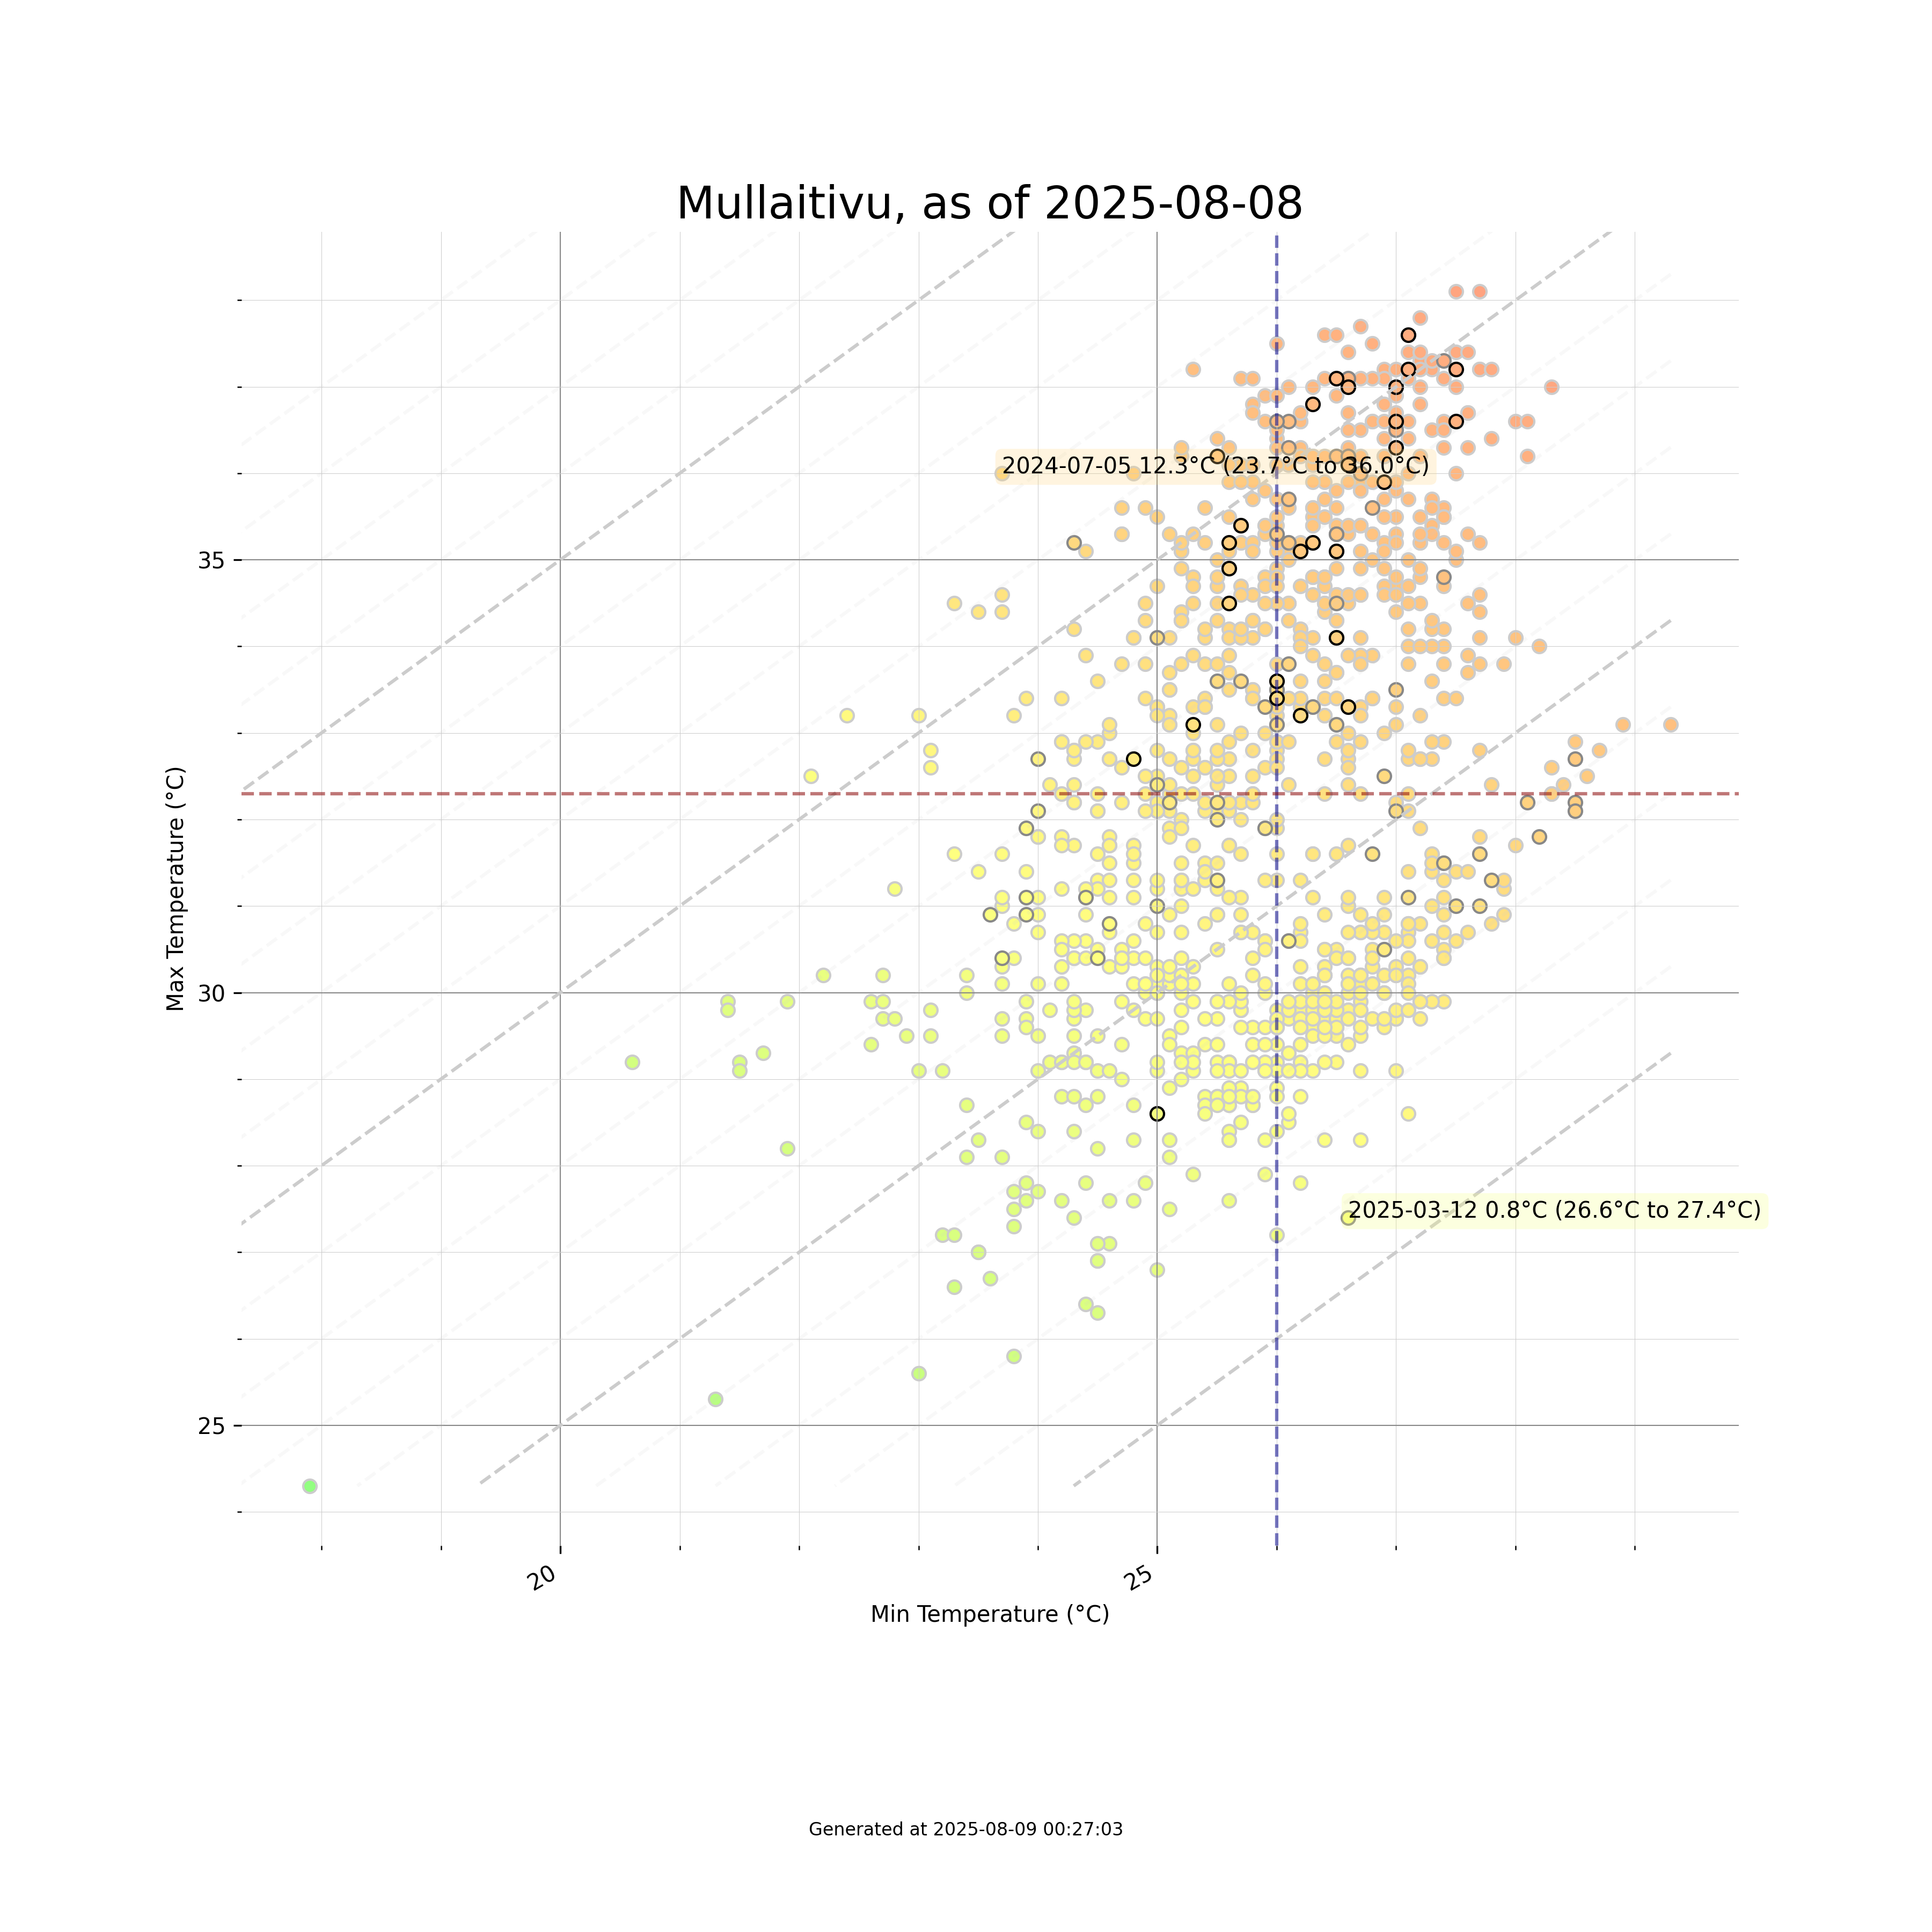 Mullaitivu, as of 2025-08-08
2024-07-05 12.3°C (23.7°C to 36.0°C)
35
Max Temperature (°C)
30
2025-03-12 0.8°C (26.6°C to 27.4°C)
25
20
25
Min Temperature (°C)
Generated at 2025-08-09 00:27:03